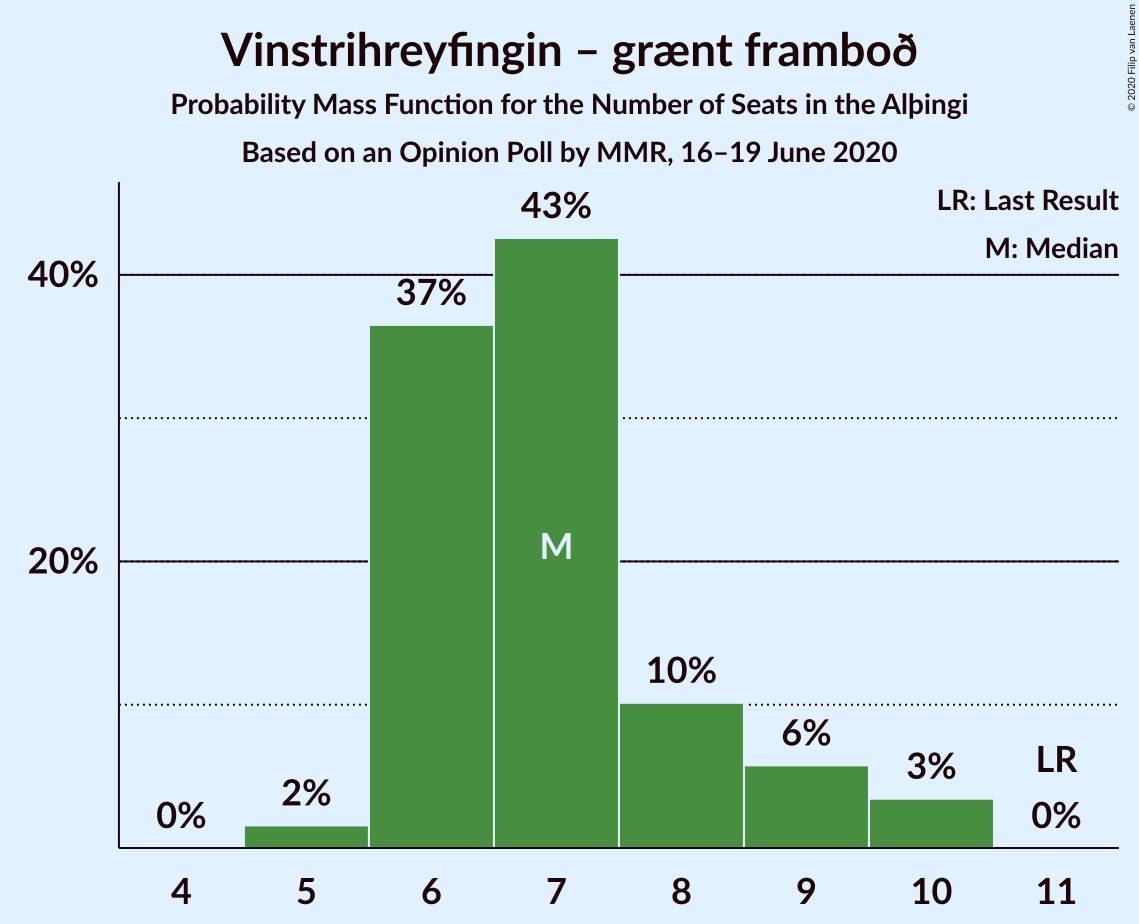 Vinstrihreyfingin – grænt framboð
Probability Mass Function for the Number of Seats in the Alþingi
Based on an Opinion Poll by MMR, 16–19 June 2020
© 2020 Filip van Laenen
LR: Last Result
M: Median
40%
20%
0%
2%
37%
43%
M
10%
6%
3%
LR
0%
4
5
6
7
8
9
10
11